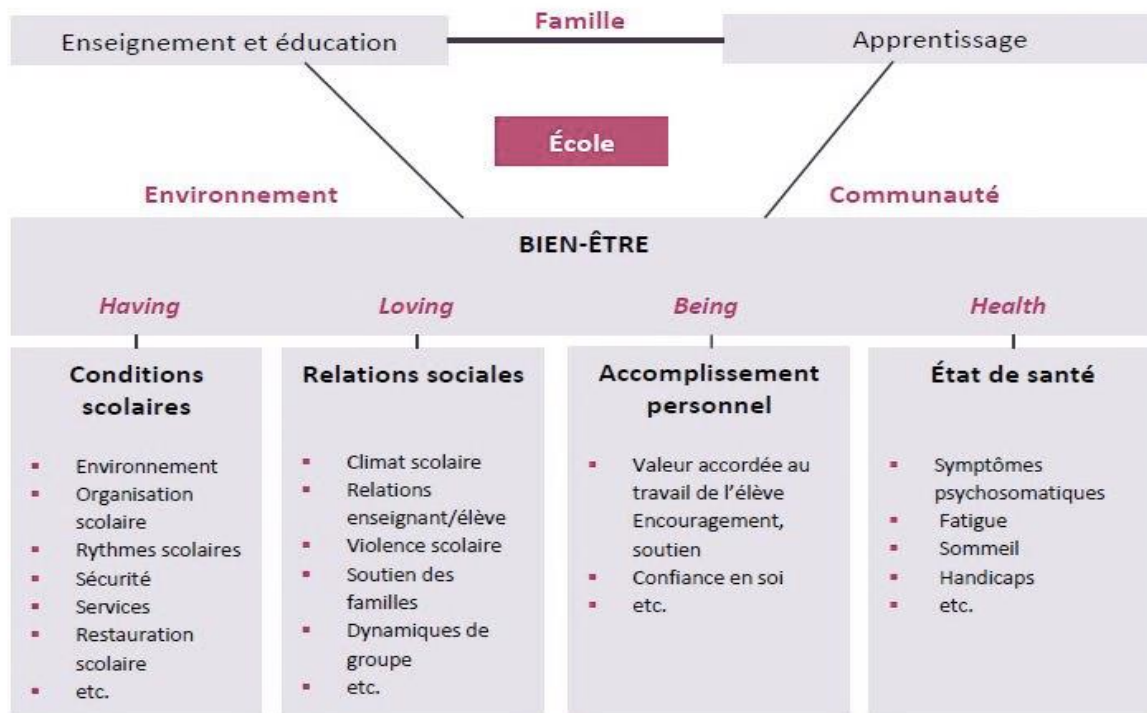 Famille
Enseignement et éducation
Apprentissage
École
Environnement
Communauté
BIEN-ÊTRE
Having
Loving
Being
Health
Conditions
scolaires
▪ Environnement
▪ Organisation
scolaire
▪ Rythmes scolaires
▪ Sécurité
▪ Services
▪ Restauration
scolaire
▪ etc.
Relations sociales
▪ Climat scolaire
▪ Relations
enseignant/élève
▪ Violence scolaire
▪ Soutien des
familles
▪ Dynamiques de
groupe
▪ etc.
Accomplissement
personnel
▪ Valeur accordée au
travail de l'élève
Encouragement,
soutien
▪ Confiance en soi
▪ etc.
État de santé
▪ Symptômes
psychosomatiques
▪ Fatigue
▪ Sommeil
▪ Handicaps
▪ etc.